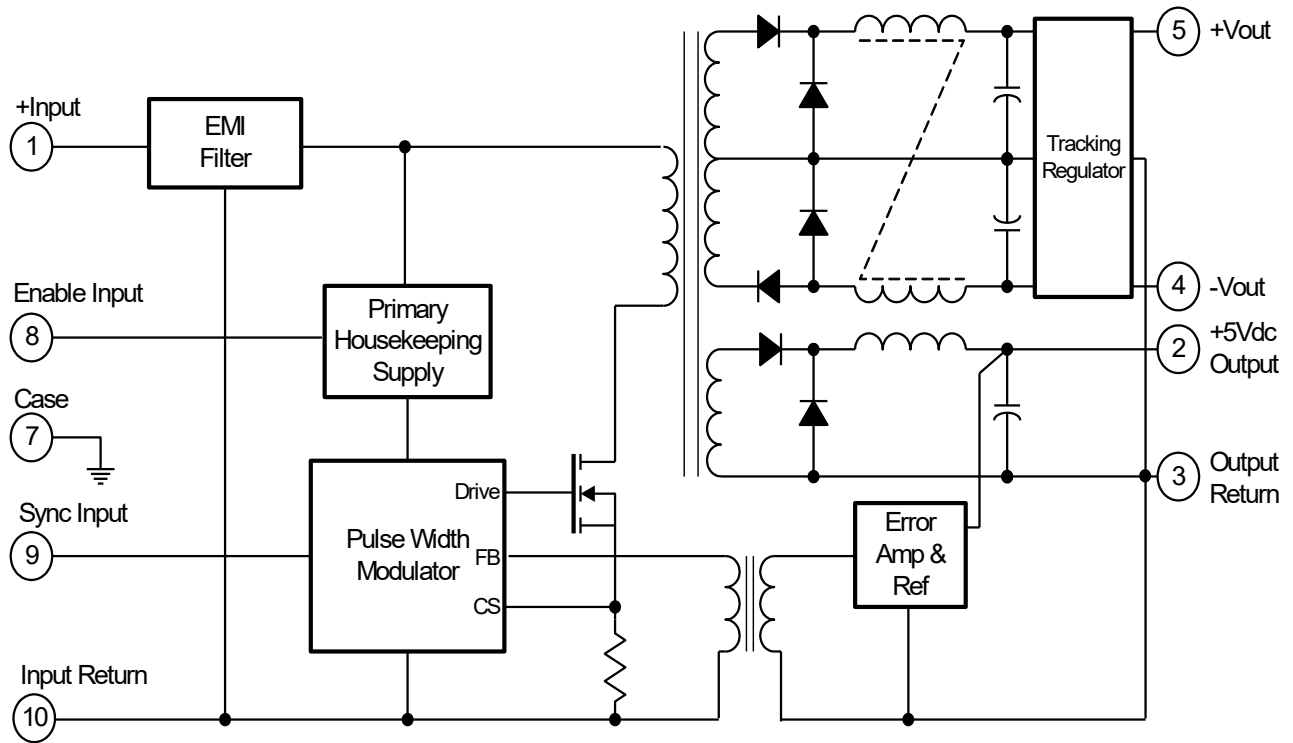 +Input
1
EMI
Filter
Enable Input
8
Primary
Housekeeping
Supply
Case
7
Sync Input
9
Pulse Width
Modulator
Drive
FB
CS
Input Return
10
Tracking
Regulator
5
+Vout
4
-Vout
2
+5Vdc
Output
3
Output
Return
Error
Amp &
Ref